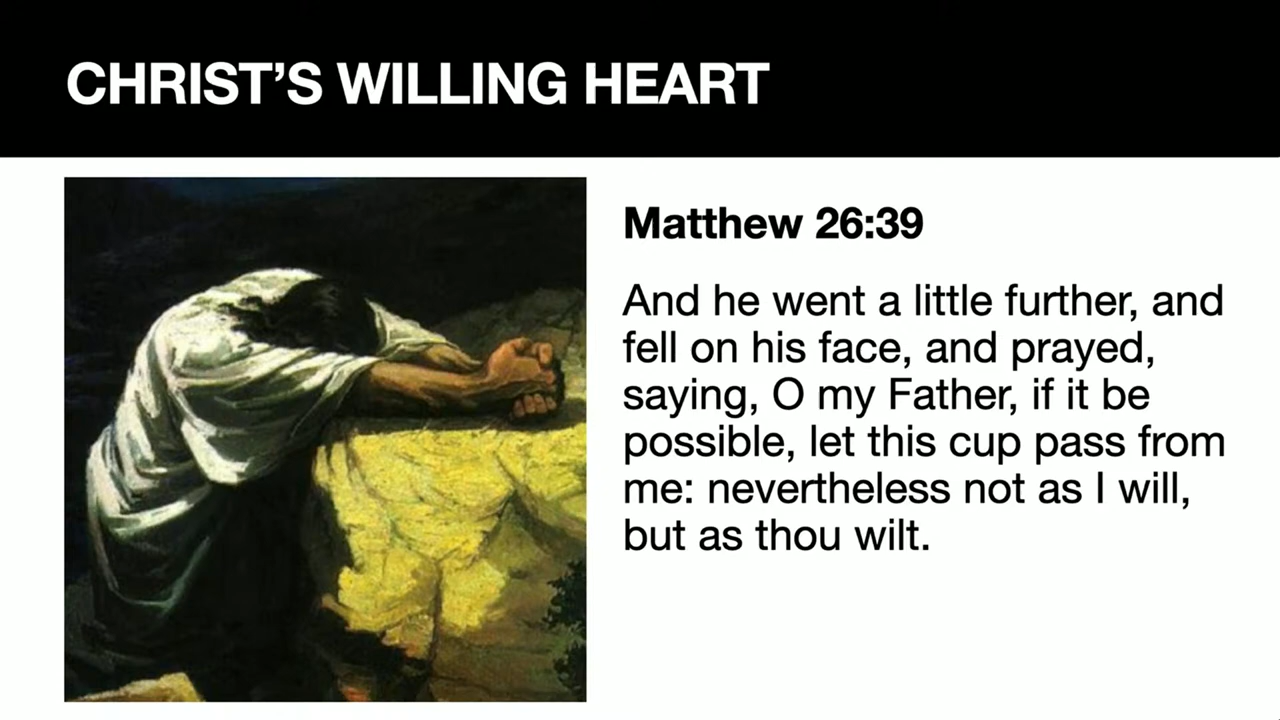 CHRIST’S WILLING HEART
Matthew 26:39
And he went a little further, and
fell on his face, and prayed,
saying, O my Father, if it be
possible, let this cup pass from
me: nevertheless not as I will,
but as thou wilt.